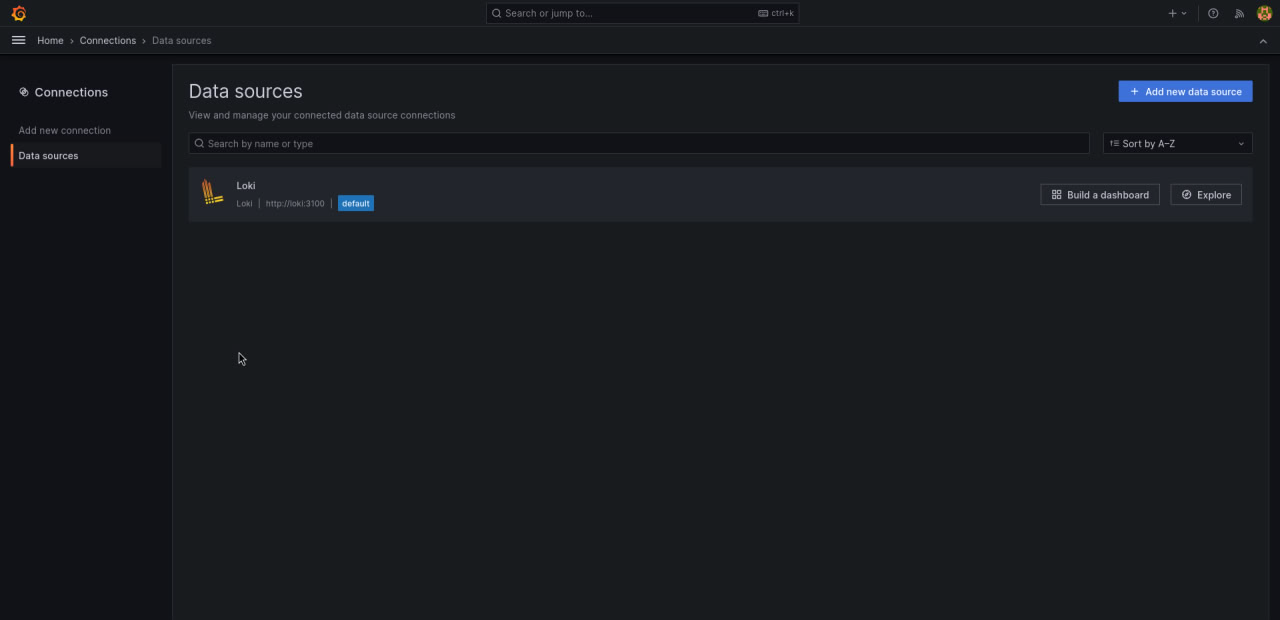 Search or jump to... ctrl+k
Home › Connections › Data sources
Connections
Add new connection
Data sources
Data sources
Add new data source
View and manage your connected data source connections
Search by name or type
Sort by A–Z
Loki
Loki | http://loki:3100 | default
Build a dashboard
Explore